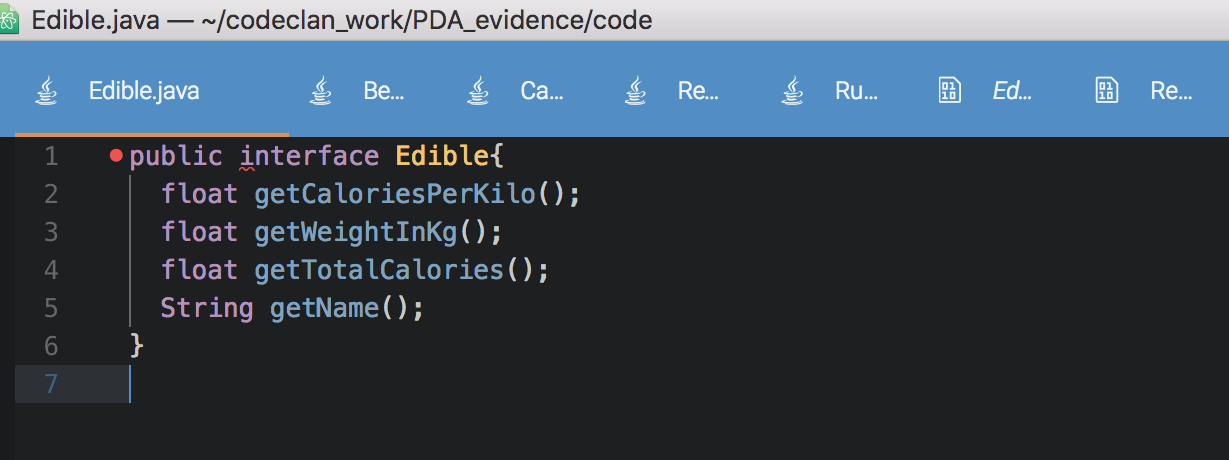 Edible.java — ~/codeclan_work/PDA_evidence/code
Edible.java Be... Ca... Re... Ru... Ed... Re...
1 public interface Edible{
2 float getCaloriesPerKilo();
3 float getWeightInKg();
4 float getTotalCalories();
5 String getName();
6 }
7